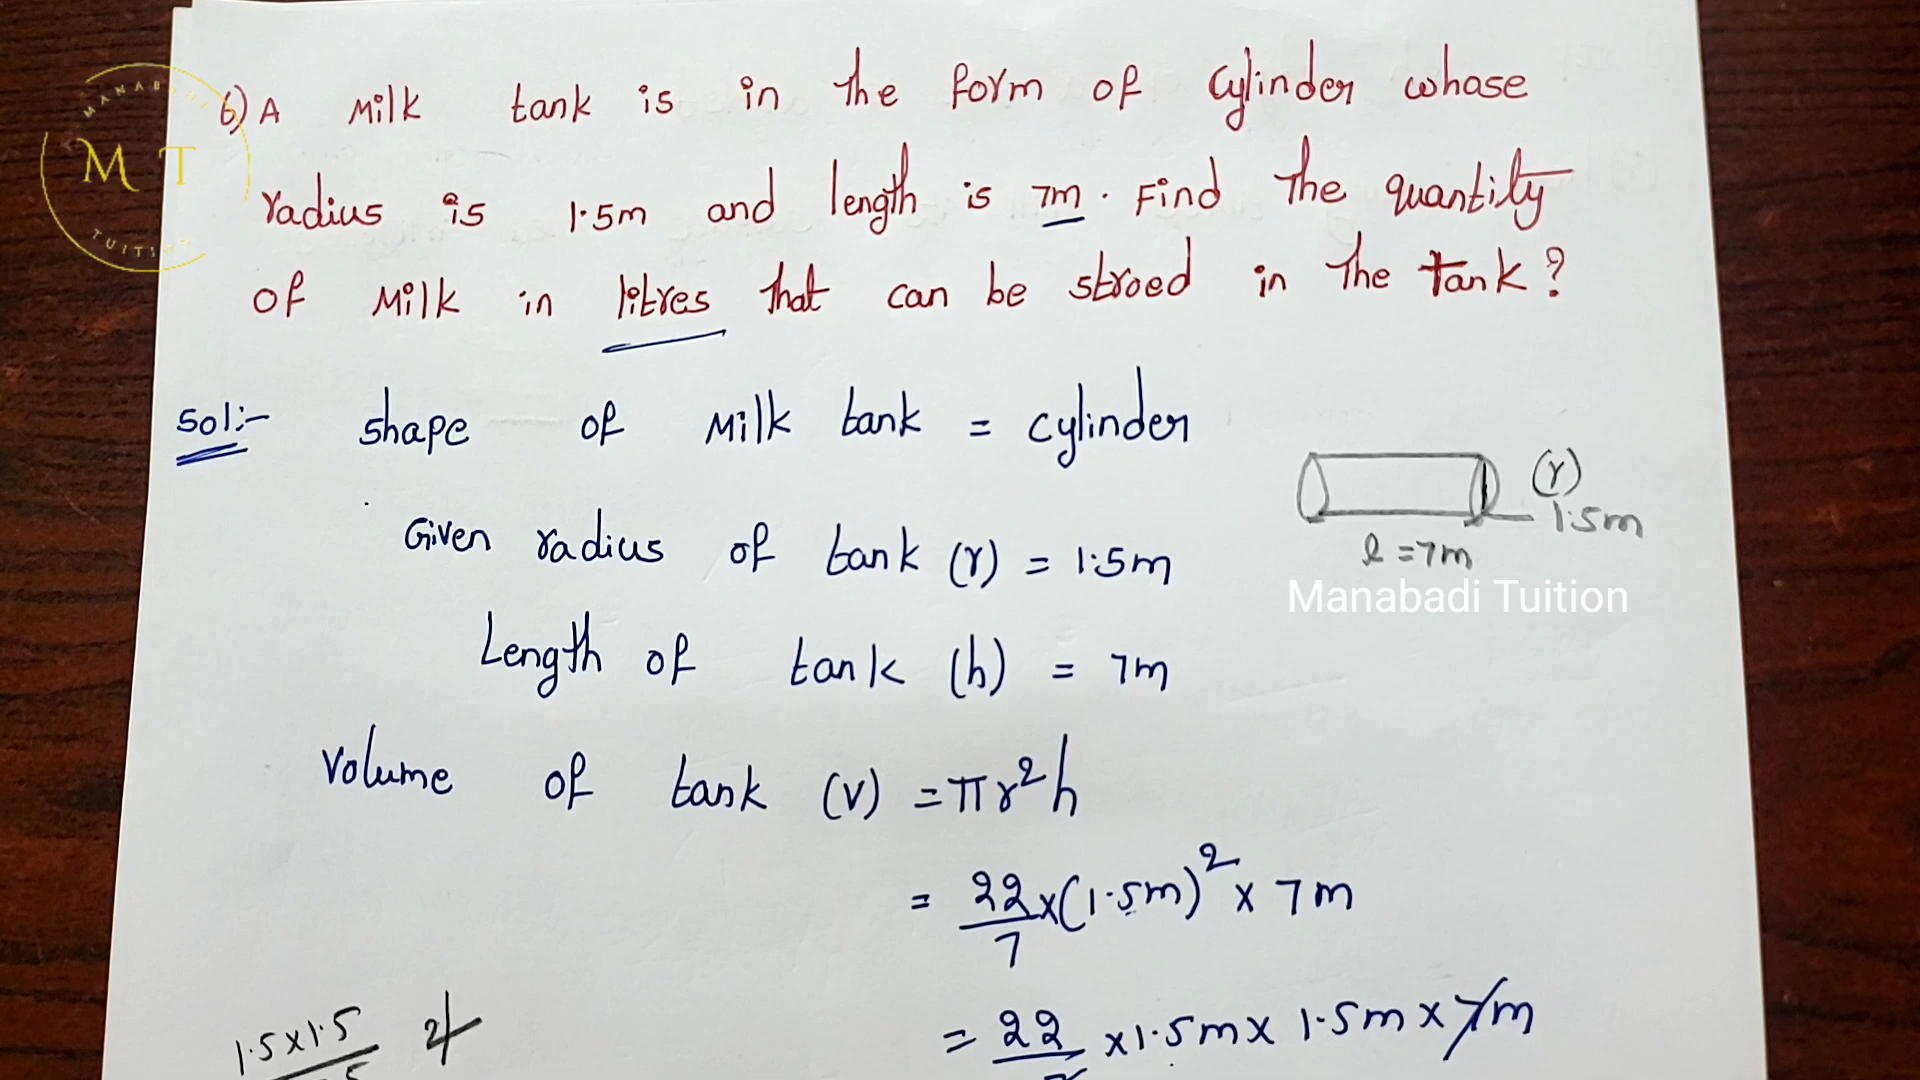 MANABADI
M T
TUITION
6) A Milk tank is in the form of cylinder whose
radius is 1.5m and length is 7m. Find the quantity
of Milk in litres that can be stroed in the Tank?
Sol:- shape of Milk tank = cylinder
(r)
1.5m
l = 7m
Manabadi Tuition
Given radius of tank (r) = 1.5m
Length of tank (h) = 7m
Volume of tank (v) = πr²h
= 22/7 × (1.5m)² × 7m
= 22 × 1.5m × 1.5m × 7m
1.5 × 1.5